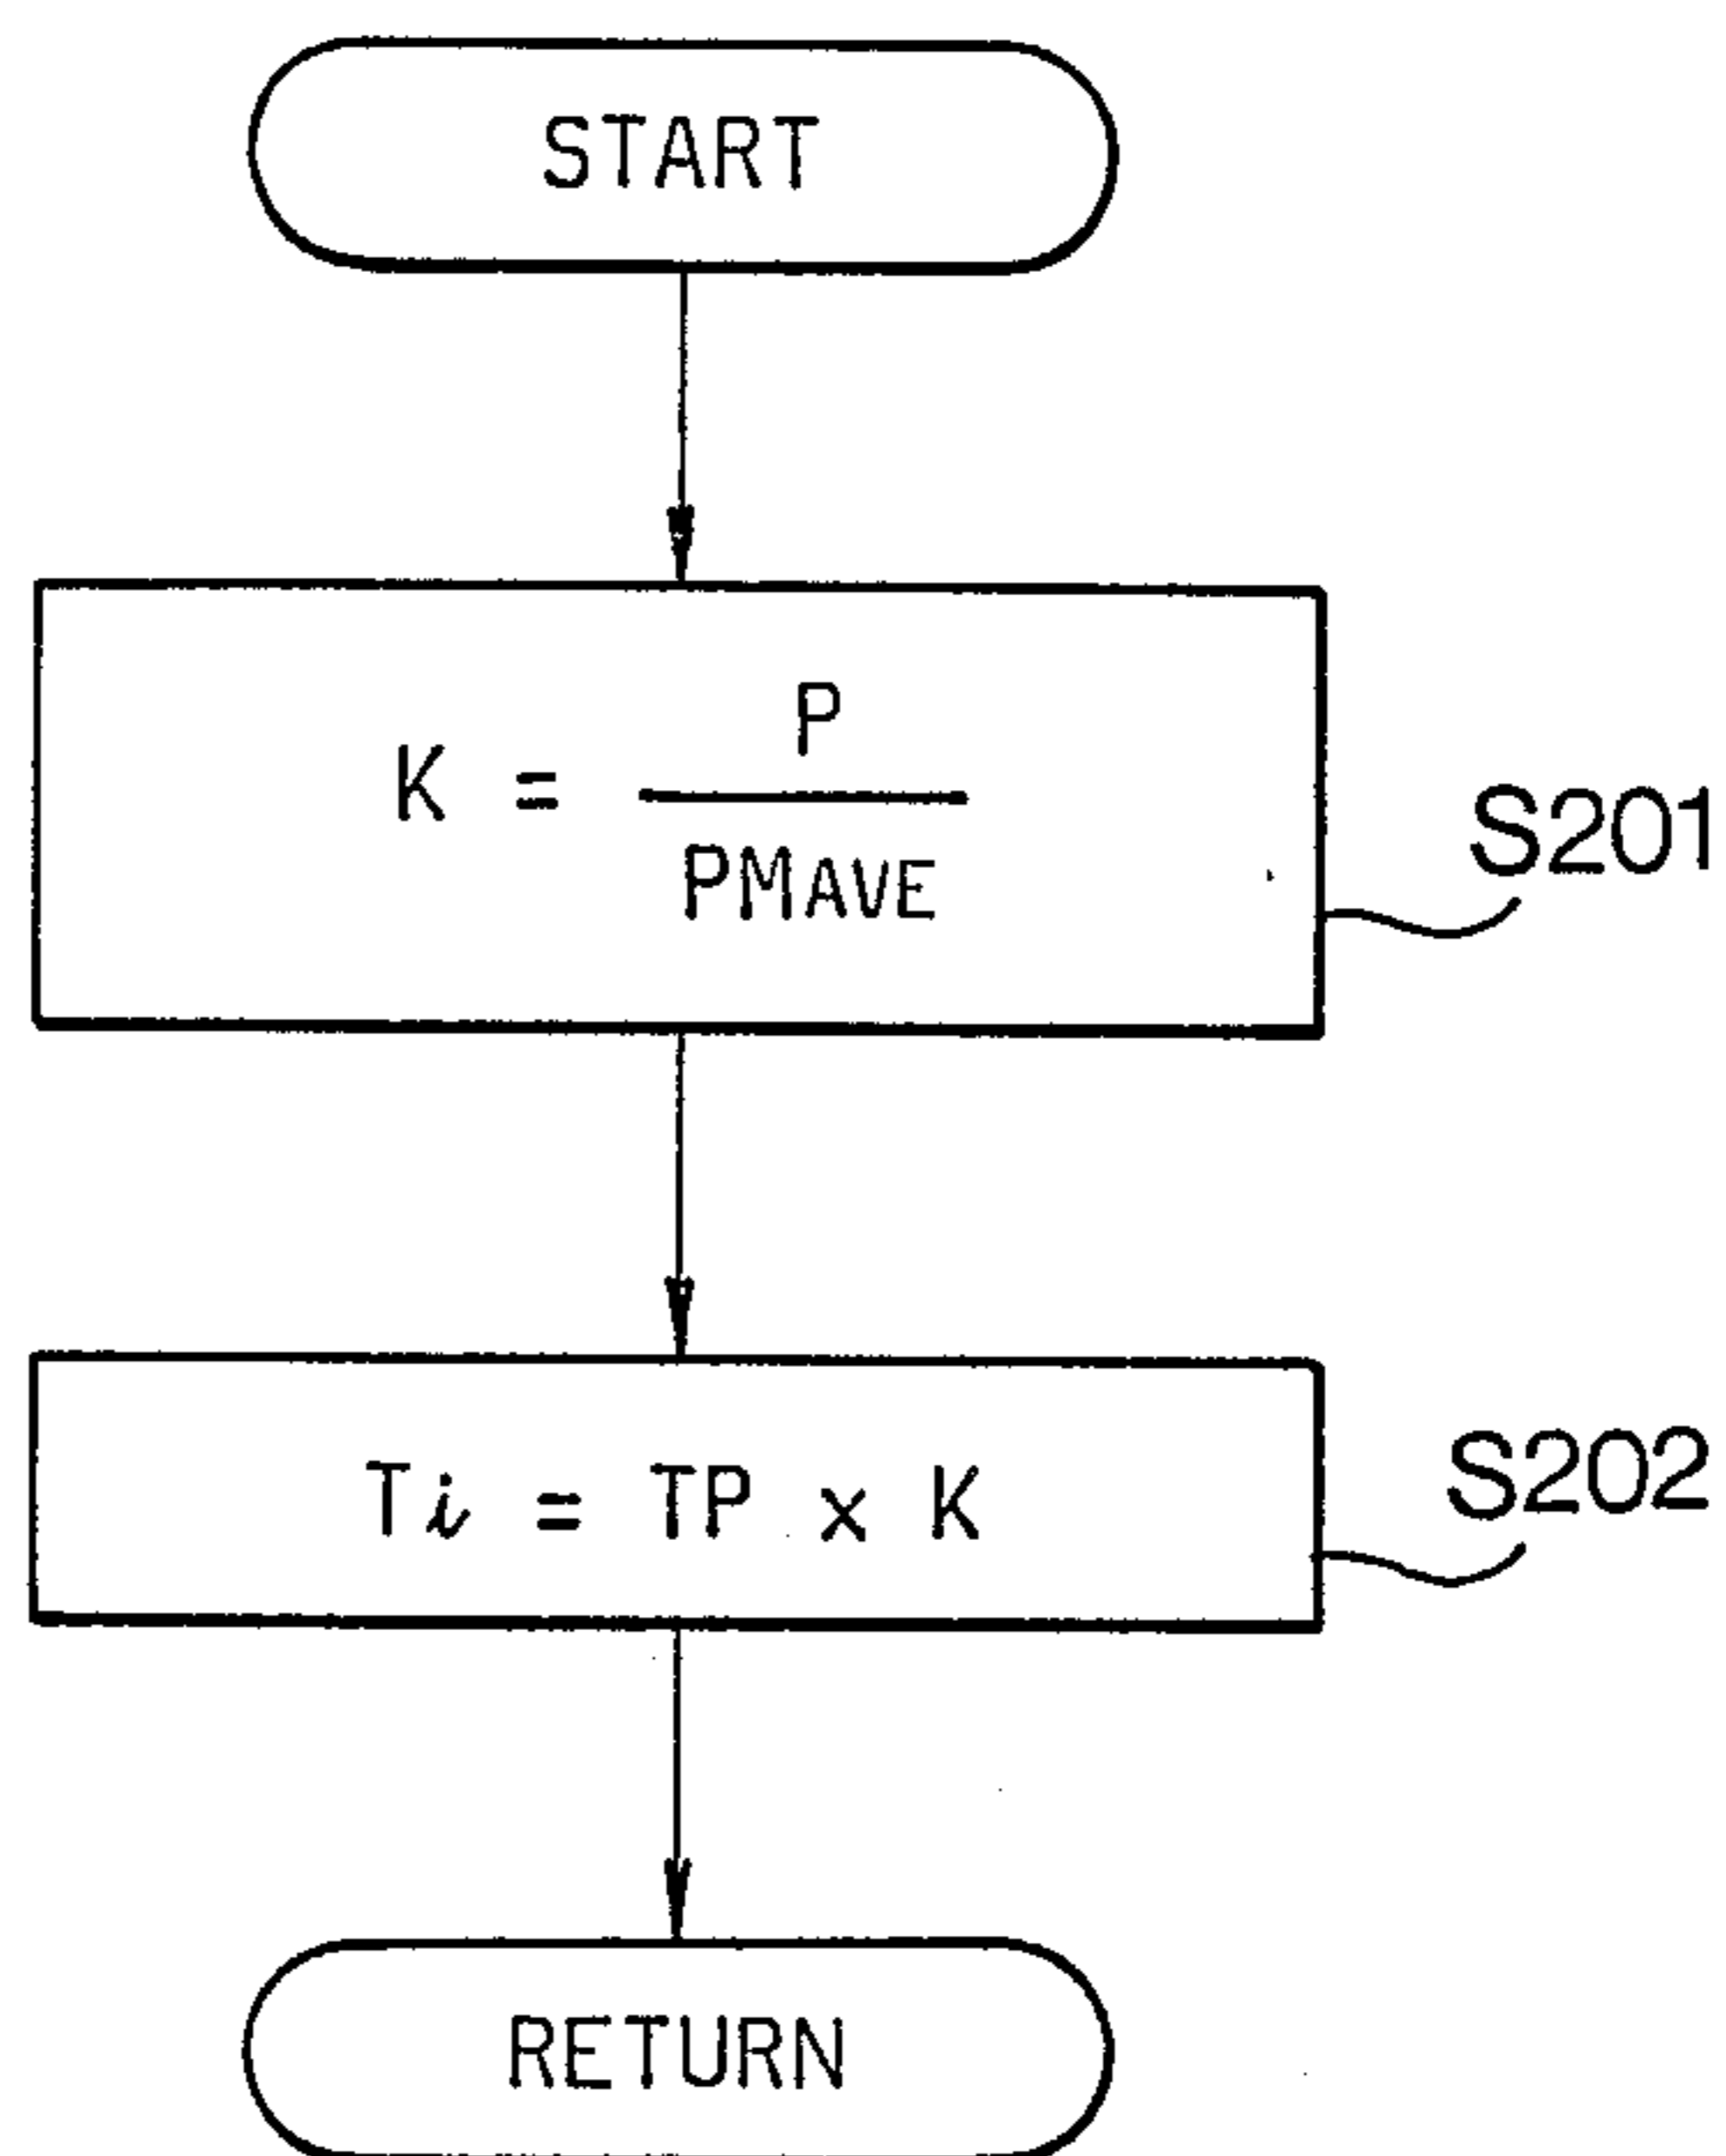 START
K = P / PMAVE
S201
Ti = TP x K
S202
RETURN